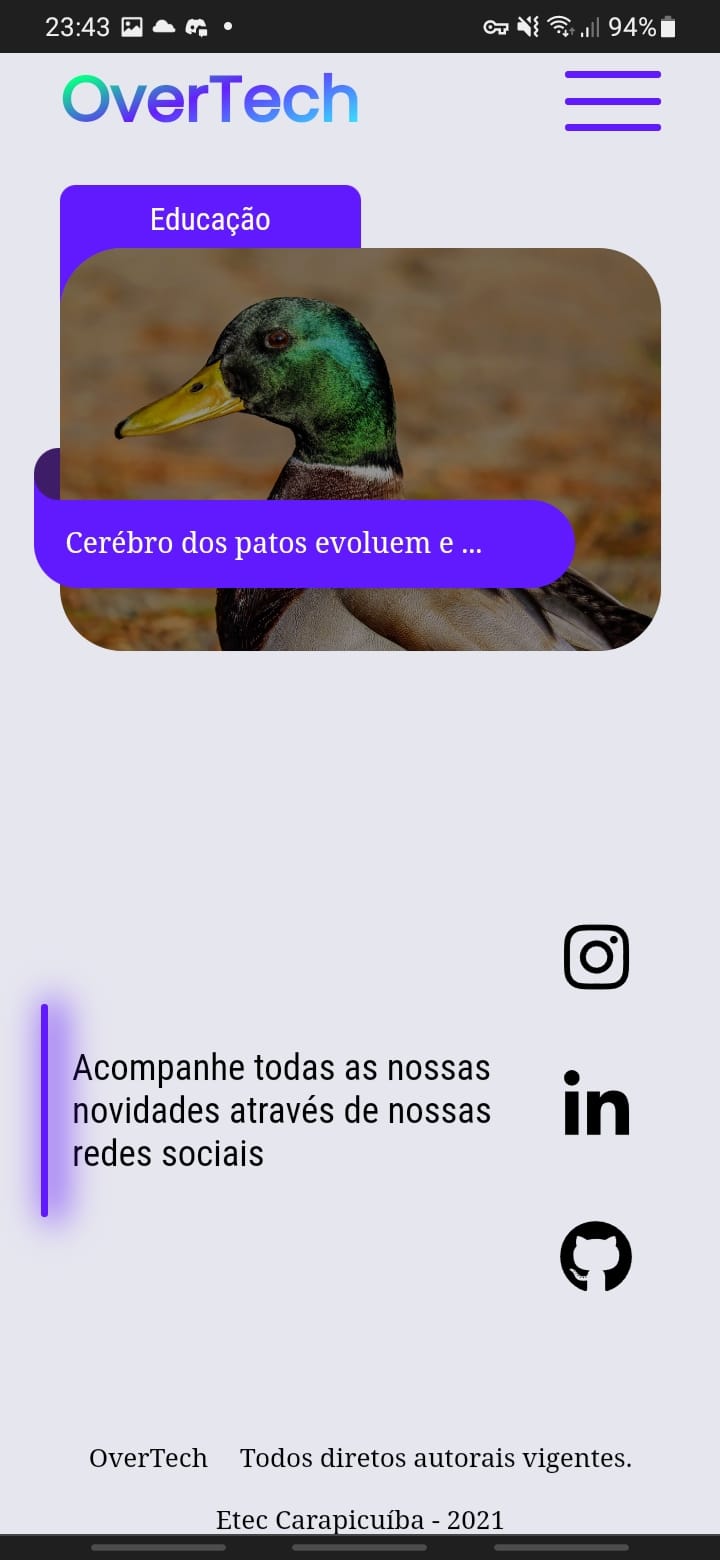 23:43
94%
OverTech
Educação
Cerébro dos patos evoluem e ...
Acompanhe todas as nossas
novidades através de nossas
redes sociais
in
OverTech Todos diretos autorais vigentes.
Etec Carapicuíba - 2021